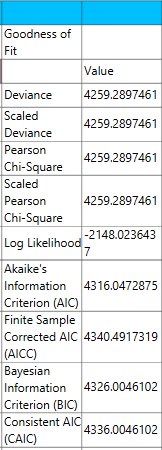 Goodness of
Fit
Value
Deviance 4259.2897461
Scaled
Deviance 4259.2897461
Pearson
Chi-Square 4259.2897461
Scaled
Pearson
Chi-Square 4259.2897461
Log Likelihood -2148.023643
7
Akaike's
Information
Criterion (AIC) 4316.0472875
Finite Sample
Corrected AIC
(AICC) 4340.4917319
Bayesian
Information
Criterion (BIC) 4326.0046102
Consistent AIC
(CAIC) 4336.0046102